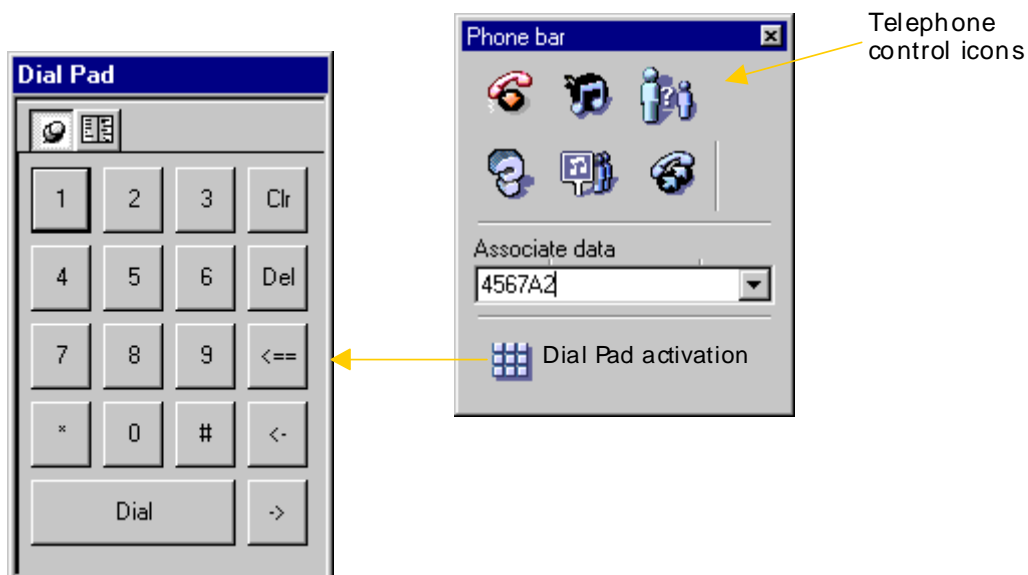 Telephone
control icons
Phone bar
Associate data
4567A2
Dial Pad activation
Dial Pad
1 2 3 Clr
4 5 6 Del
7 8 9 <==
* 0 # <-
Dial ->